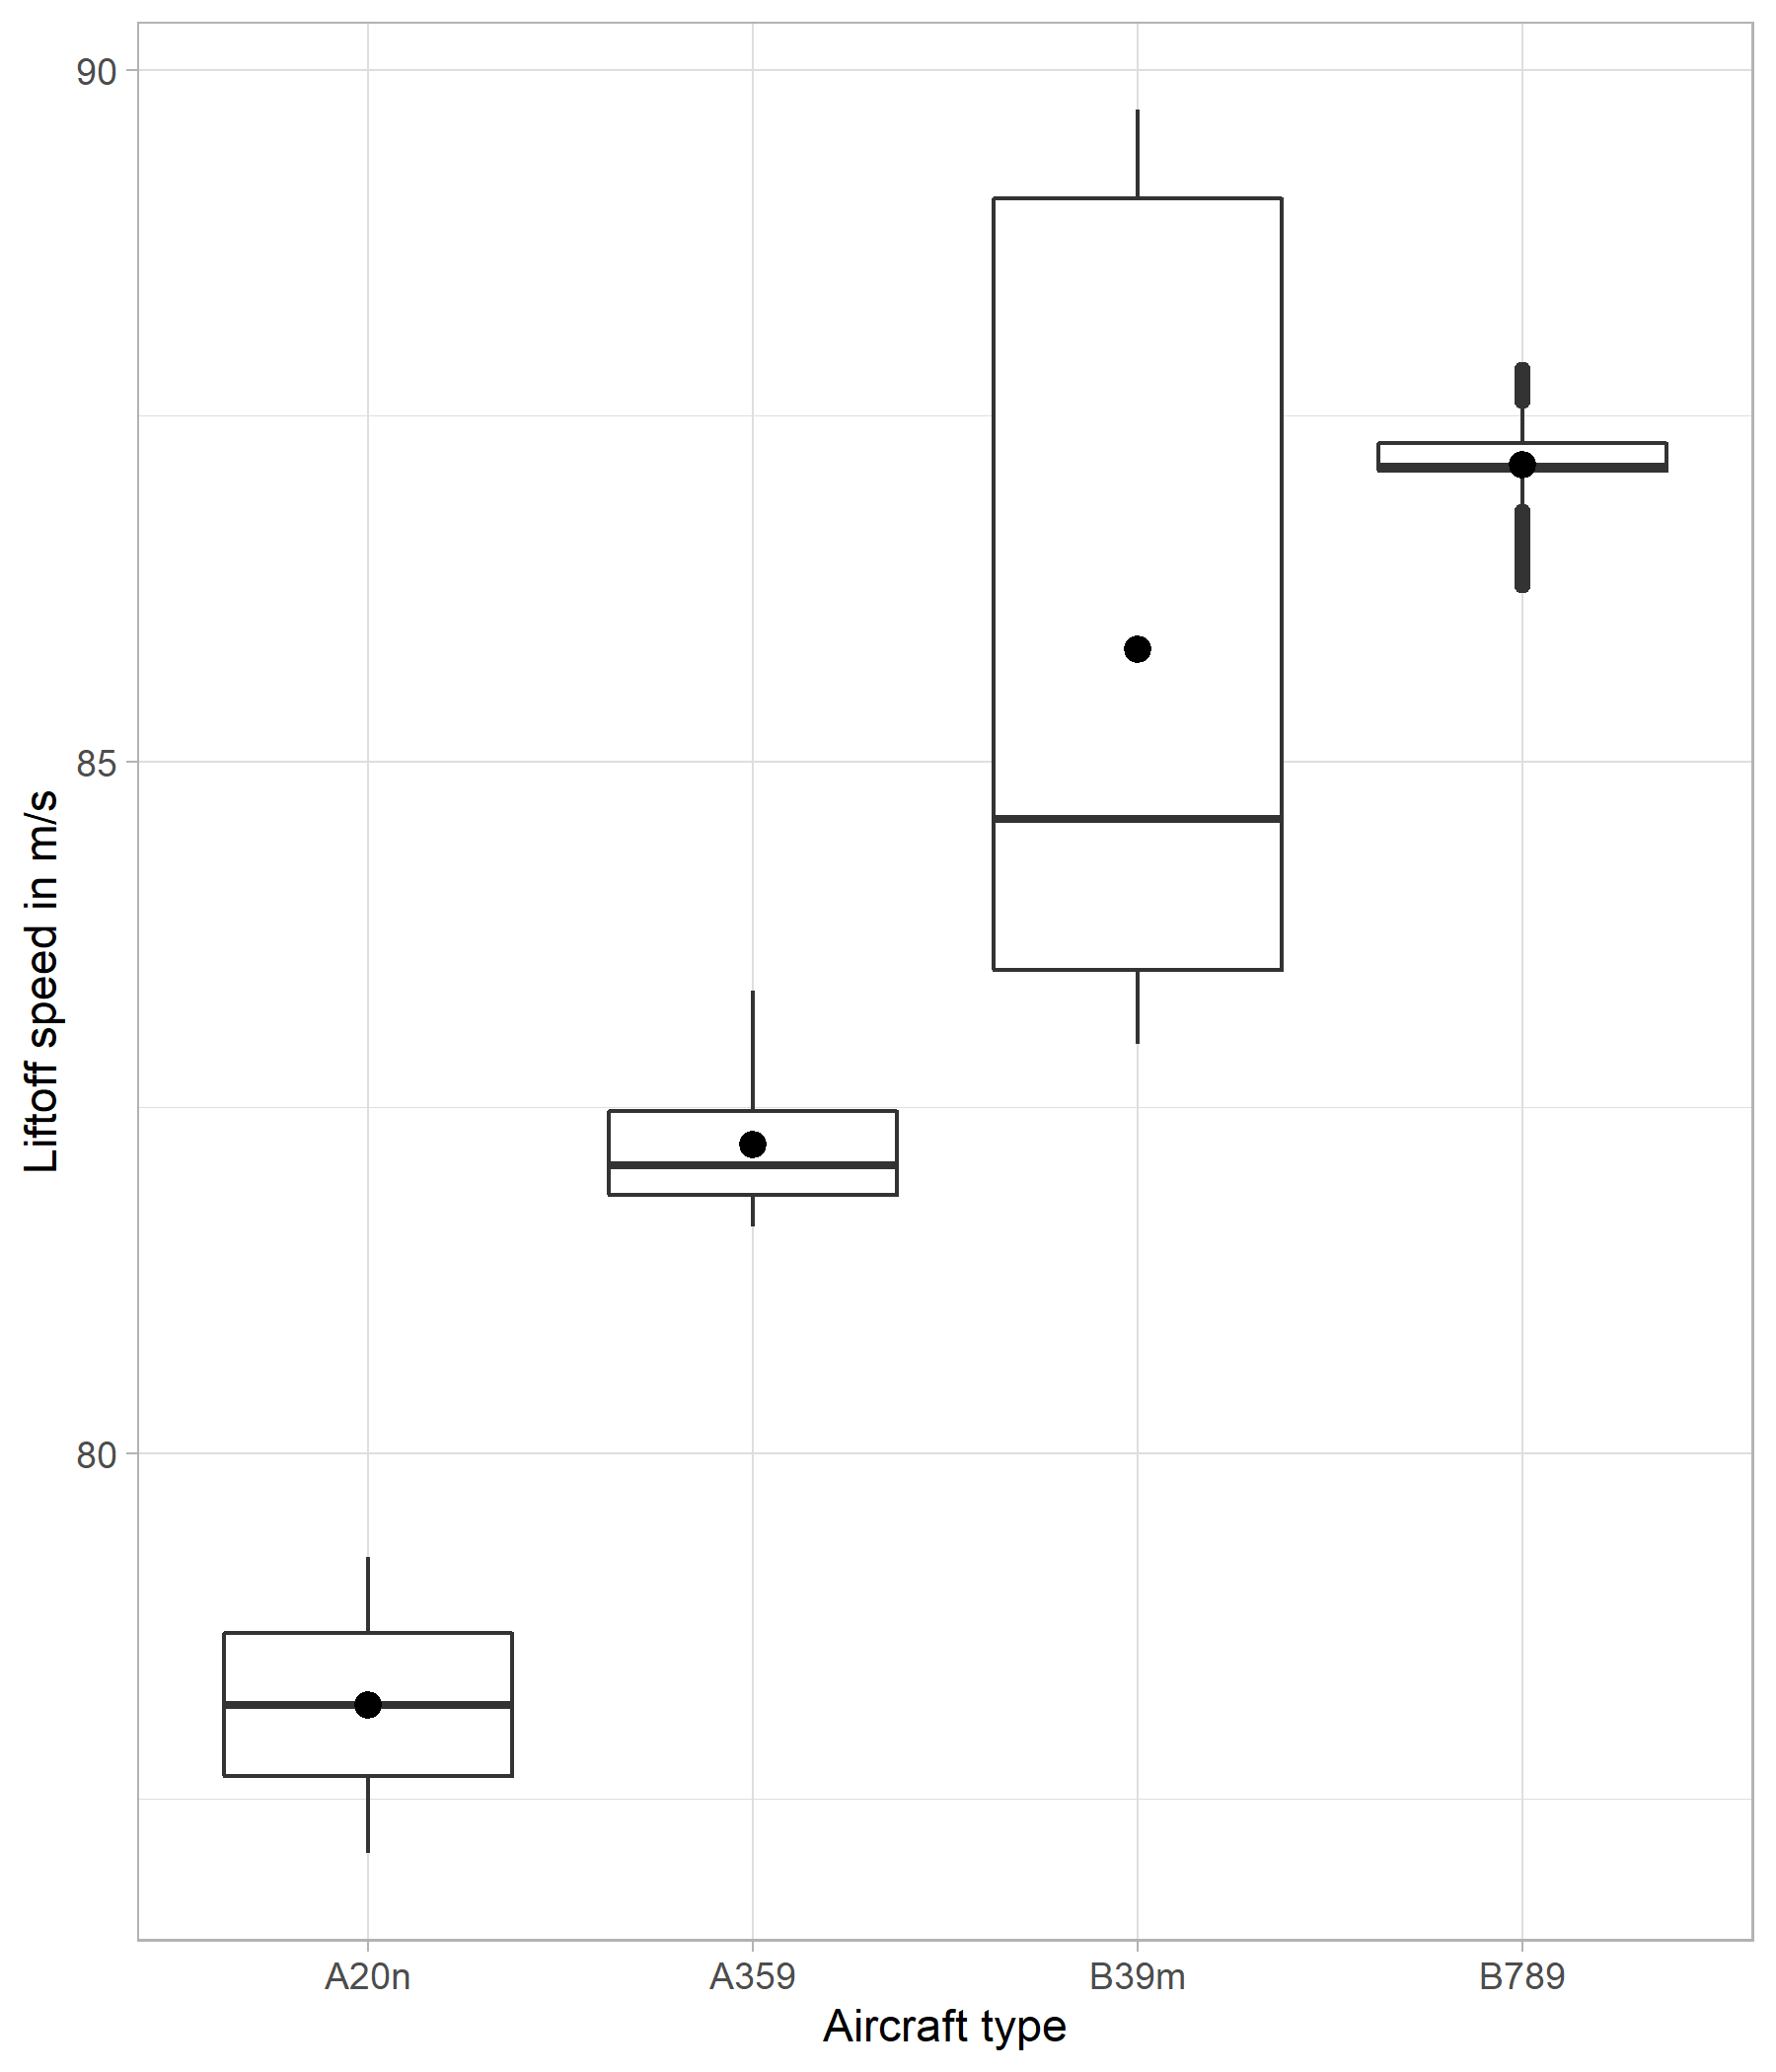 Liftoff speed in m/s
90
85
80
A20n A359 B39m B789
Aircraft type